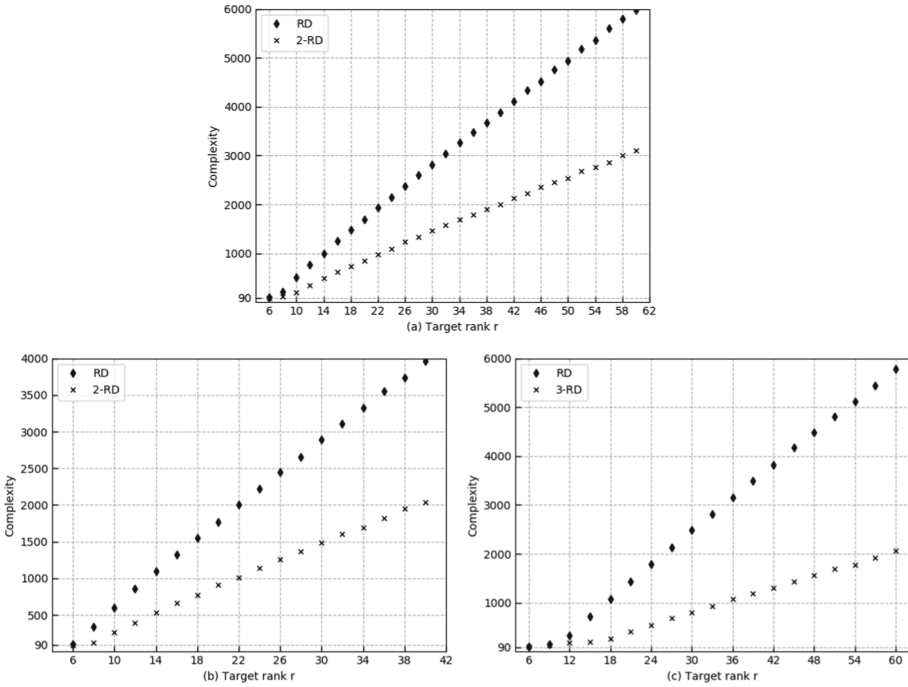 6000
5000
4000
3000
2000
1000
90
Complexity
RD
2-RD
6 10 14 18 22 26 30 34 38 42 46 50 54 58 62
(a) Target rank r
4000
3500
3000
2500
2000
1500
1000
500
90
Complexity
RD
2-RD
6 10 14 18 22 26 30 34 38 42
(b) Target rank r
6000
5000
4000
3000
2000
1000
90
Complexity
RD
3-RD
6 12 18 24 30 36 42 48 54 60
(c) Target rank r